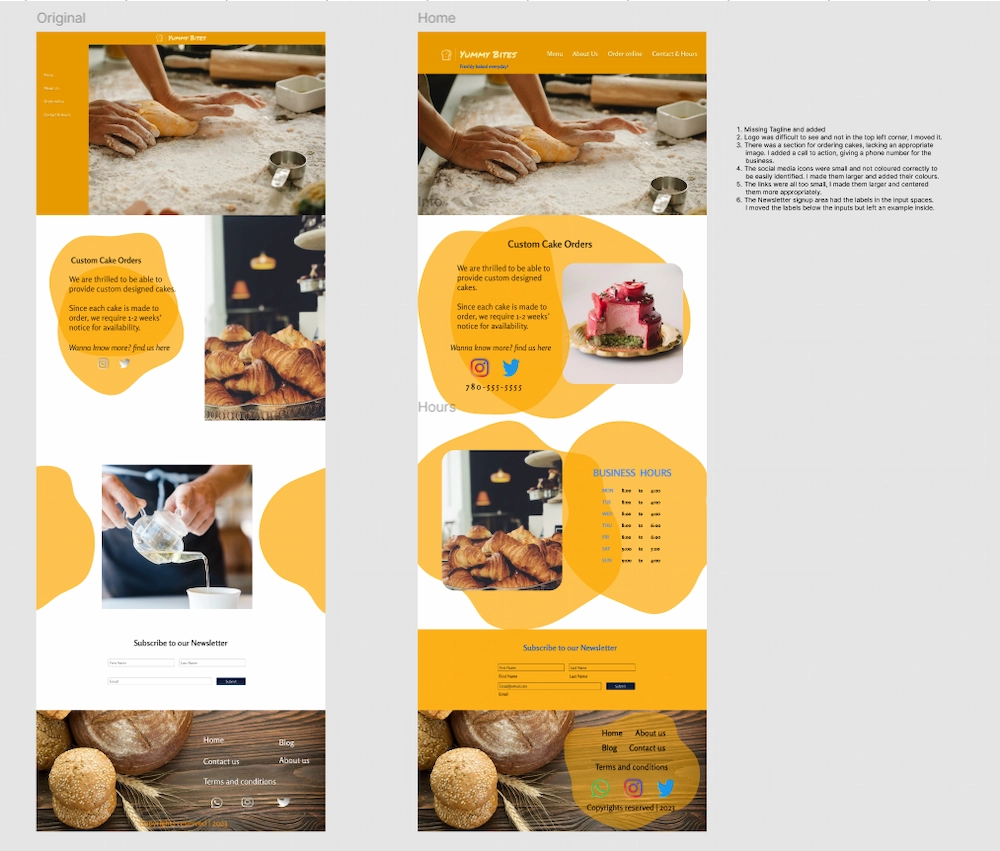 Original
YUMMY BITES
Menu
About Us
Order online
Contact & Hours
Custom Cake Orders
We are thrilled to be able to
provide custom designed cakes.
Since each cake is made to
order, we require 1-2 weeks'
notice for availability.
Wanna know more? find us here
Subscribe to our Newsletter
First Name
Last Name
Email
Submit
Home
Blog
Contact us
About us
Terms and conditions
Copyrights reserved | 2023
Home
YUMMY BITES
Freshly baked everyday!
Menu About Us Order online Contact & Hours
Info
Custom Cake Orders
We are thrilled to be able to
provide custom designed
cakes.
Since each cake is made to
order, we require 1-2 weeks'
notice for availability.
Wanna know more? find us here
780-555-5555
Hours
BUSINESS HOURS
MON 8:00 to 4:00
TUE 8:00 to 4:00
WED 8:00 to 4:00
THU 8:00 to 6:00
FRI 8:00 to 6:00
SAT 9:00 to 7:00
SUN 9:00 to 4:00
Subscribe to our Newsletter
First Name
Last Name
First Name
Last Name
Email@email.com
Submit
Email
Home About us
Blog Contact us
Terms and conditions
Copyrights reserved | 2023
1. Missing Tagline and added
2. Logo was difficult to see and not in the top left corner, I moved it.
3. There was a section for ordering cakes, lacking an appropriate
image. I added a call to action, giving a phone number for the
business.
4. The social media icons were small and not coloured correctly to
be easily identified. I made them larger and added their colours.
5. The links were all too small, I made them larger and centered
them more appropriately.
6. The Newsletter signup area had the labels in the input spaces.
I moved the labels below the inputs but left an example inside.